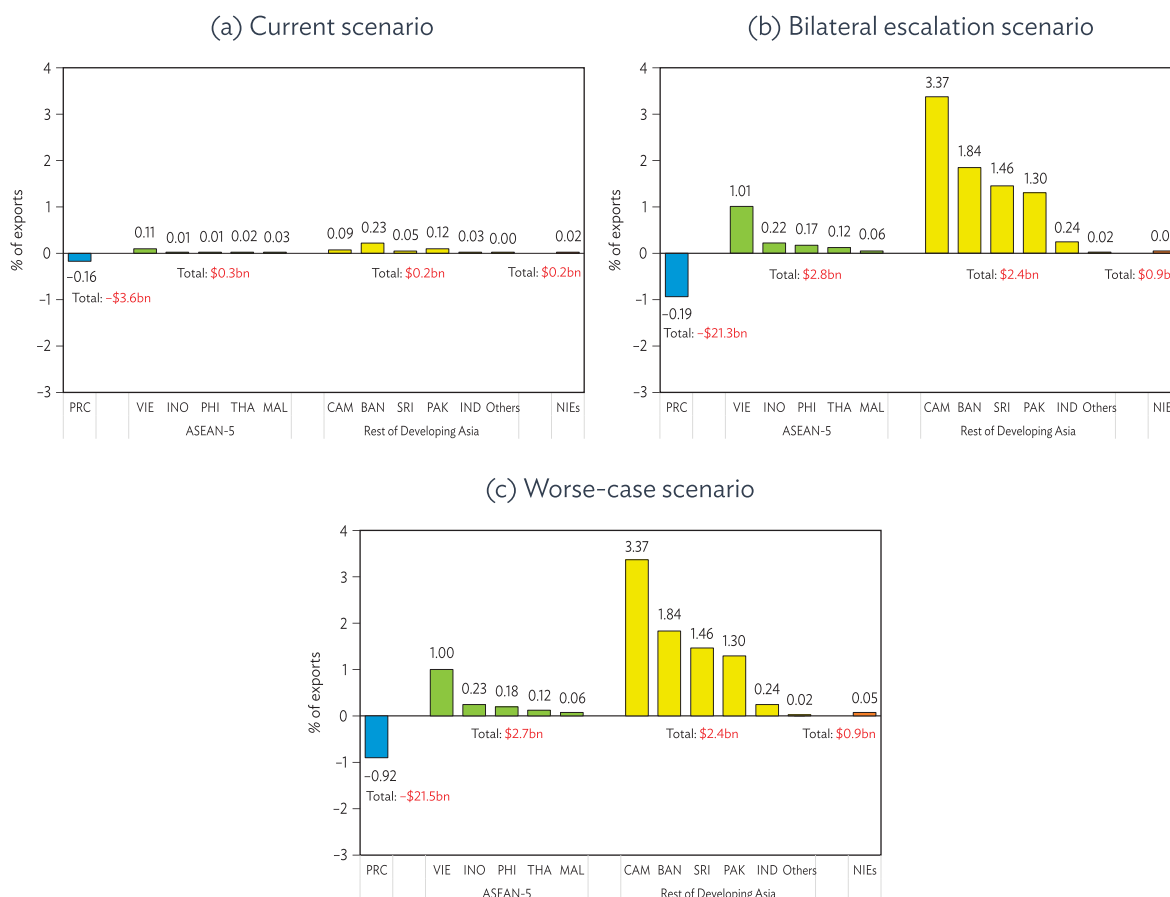 (a) Current scenario
% of exports
4
3
2
1
0
–1
–2
–3
0.11 0.01 0.01 0.02 0.03 0.09 0.23 0.05 0.12 0.03 0.00 0.02
–0.16
Total: $0.3bn Total: $0.2bn Total: $0.2bn
Total: –$3.6bn
PRC VIE INO PHI THA MAL CAM BAN SRI PAK IND Others NIEs
ASEAN-5 Rest of Developing Asia
(b) Bilateral escalation scenario
% of exports
4
3
2
1
0
–1
–2
–3
3.37
1.84
1.46
1.30
1.01
0.22 0.17 0.12 0.06 0.24 0.02
Total: $2.8bn Total: $2.4bn Total: $0.9b
–0.19
Total: –$21.3bn
PRC VIE INO PHI THA MAL CAM BAN SRI PAK IND Others
ASEAN-5 Rest of Developing Asia
(c) Worse-case scenario
% of exports
4
3
2
1
0
–1
–2
–3
3.37
1.84
1.46
1.30
1.00
0.23 0.18 0.12 0.06 0.24 0.02 0.05
Total: $2.7bn Total: $2.4bn Total: $0.9bn
–0.92
Total: –$21.5bn
PRC VIE INO PHI THA MAL CAM BAN SRI PAK IND Others NIEs
ASEAN-5 Rest of Developing Asia